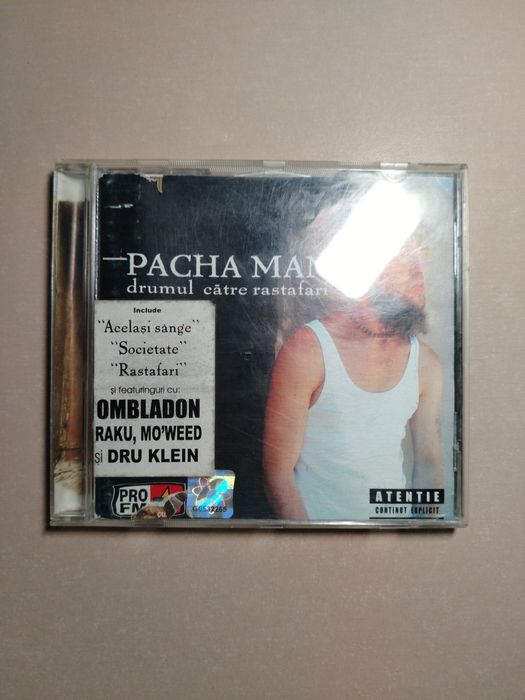 PACHA MAN
drumul către rastafari
Include
"Același sânge"
"Societate"
"Rastafari"
și featuringuri cu:
OMBLADON
RAKU, MO'WEED
și DRU KLEIN
PRO
FM
ATENTIE
CONTINUT EXPLICIT